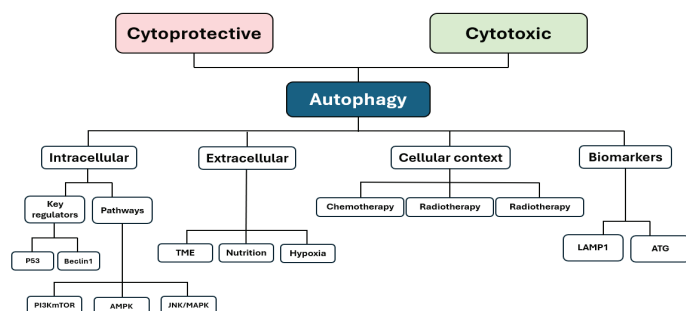 Cytoprotective
Cytotoxic
Autophagy
Intracellular
Extracellular
Cellular context
Biomarkers
Key
regulators
Pathways
Chemotherapy
Radiotherapy
Radiotherapy
P53
Beclin1
TME
Nutrition
Hypoxia
LAMP1
ATG
PI3KmTOR
AMPK
JNK/MAPK